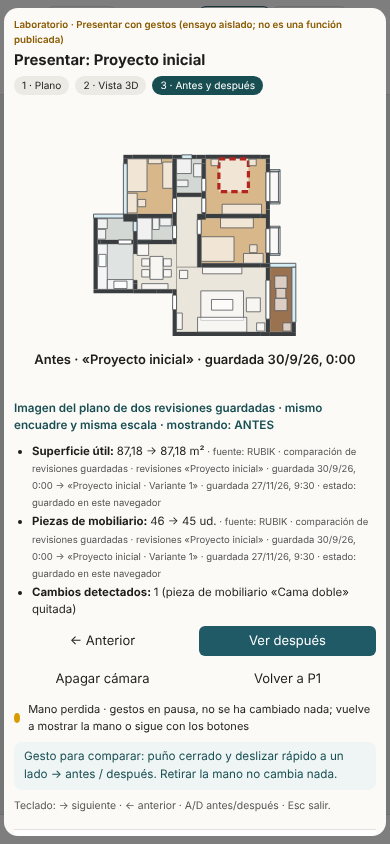 Laboratorio · Presentar con gestos (ensayo aislado; no es una función
publicada)
Presentar: Proyecto inicial
1 · Plano
2 · Vista 3D
3 · Antes y después
Antes · «Proyecto inicial» · guardada 30/9/26, 0:00
Imagen del plano de dos revisiones guardadas · mismo
encuadre y misma escala · mostrando: ANTES
• Superficie útil: 87,18 → 87,18 m² · fuente: RUBIK · comparación de
revisiones guardadas · revisiones «Proyecto inicial» · guardada 30/9/26,
0:00 → «Proyecto inicial · Variante 1» · guardada 27/11/26, 9:30 · estado:
guardado en este navegador
• Piezas de mobiliario: 46 → 45 ud. · fuente: RUBIK · comparación de
revisiones guardadas · revisiones «Proyecto inicial» · guardada 30/9/26,
0:00 → «Proyecto inicial · Variante 1» · guardada 27/11/26, 9:30 · estado:
guardado en este navegador
• Cambios detectados: 1 (pieza de mobiliario «Cama doble»
quitada)
← Anterior
Ver después
Apagar cámara
Volver a P1
Mano perdida · gestos en pausa, no se ha cambiado nada; vuelve
a mostrar la mano o sigue con los botones
Gesto para comparar: puño cerrado y deslizar rápido a un
lado → antes / después. Retirar la mano no cambia nada.
Teclado: → siguiente · ← anterior · A/D antes/después · Esc salir.